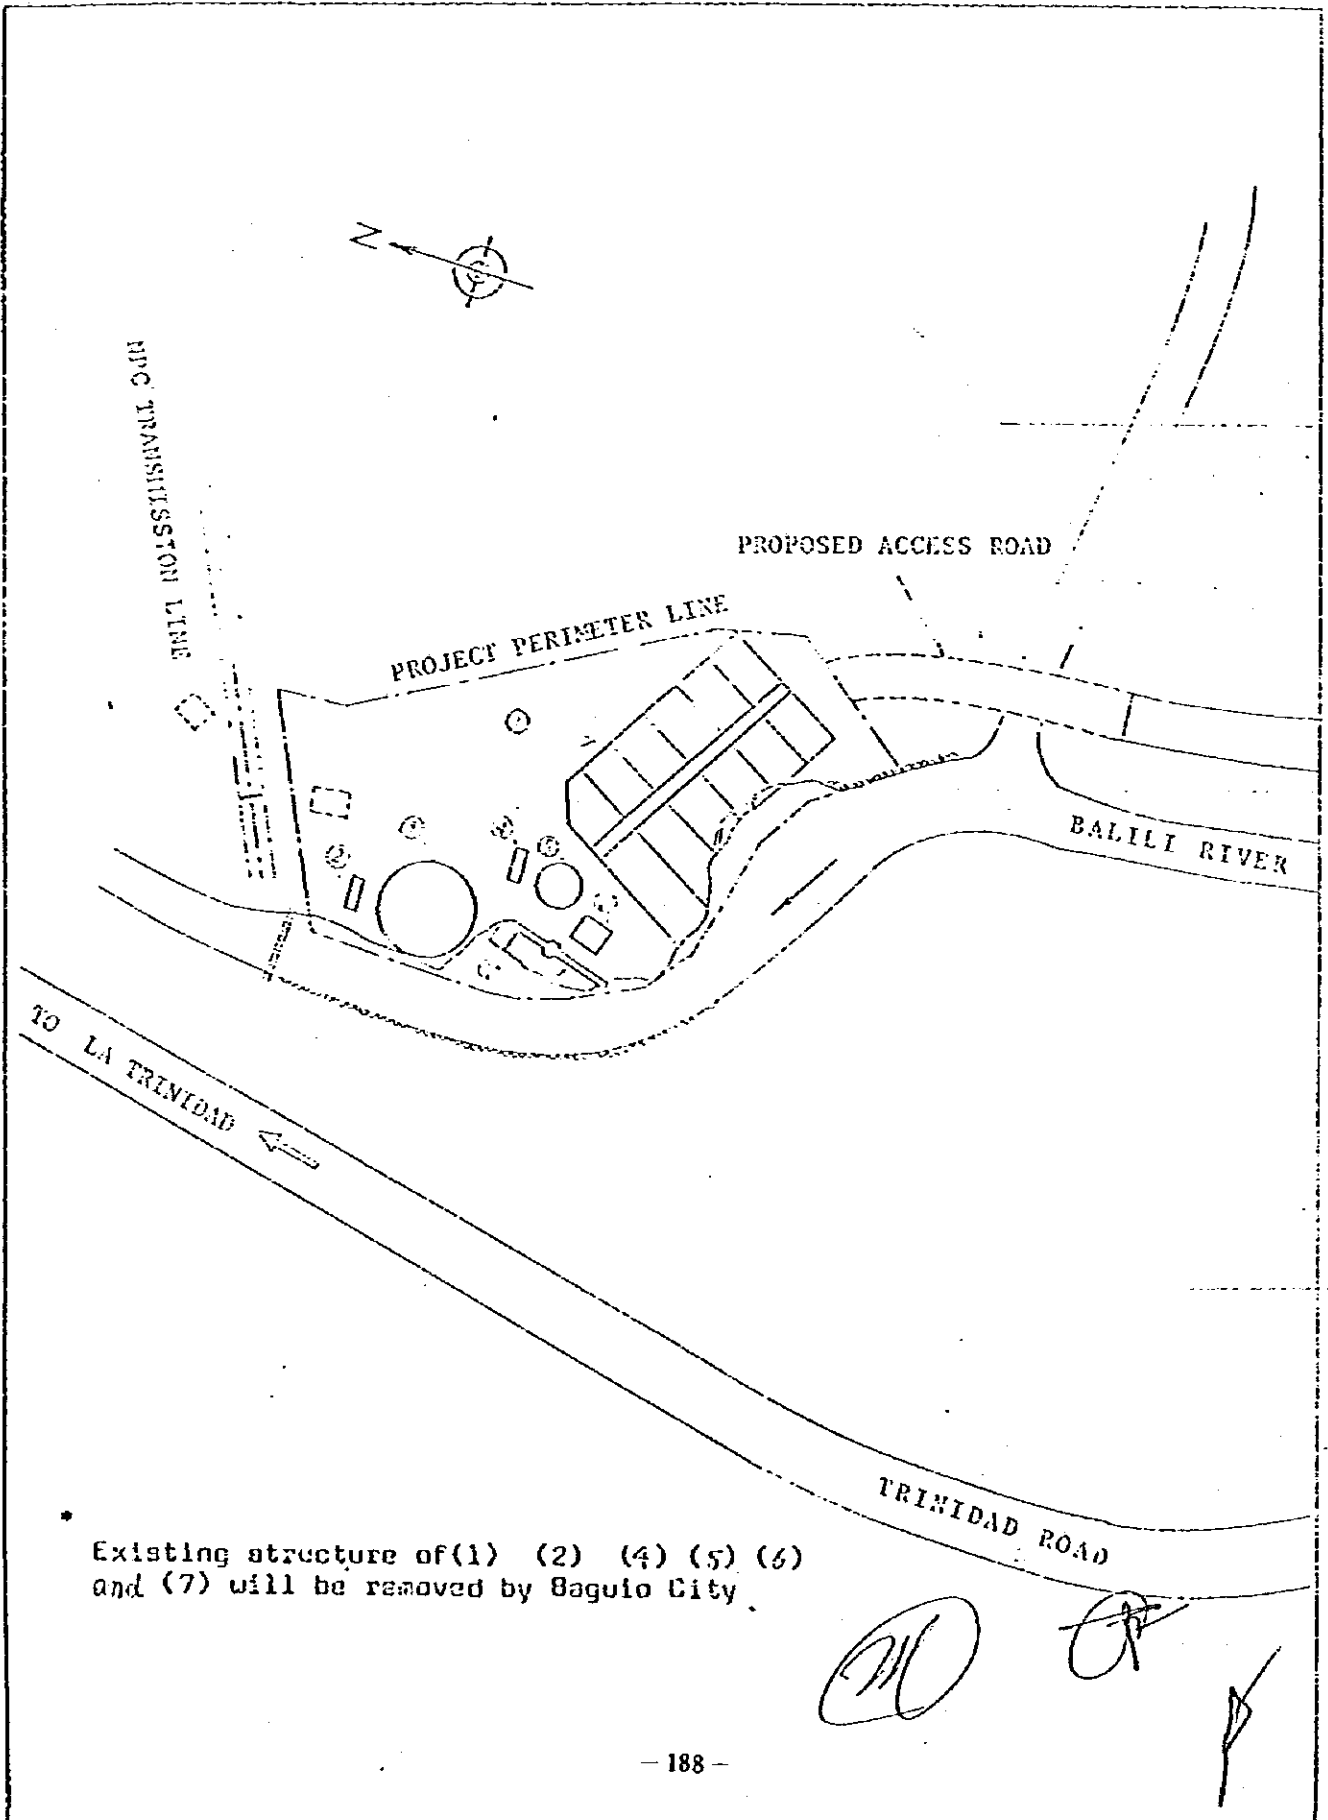 N
NPC TRANSMISSTON LINE
PROPOSED ACCESS ROAD
PROJECT PERIMETER LINE
BALILI RIVER
TO LA TRINIDAD
TRINIDAD ROAD
Existing structure of(1) (2) (4) (5) (6)
and (7) will be removed by Baguio City.
— 188 —